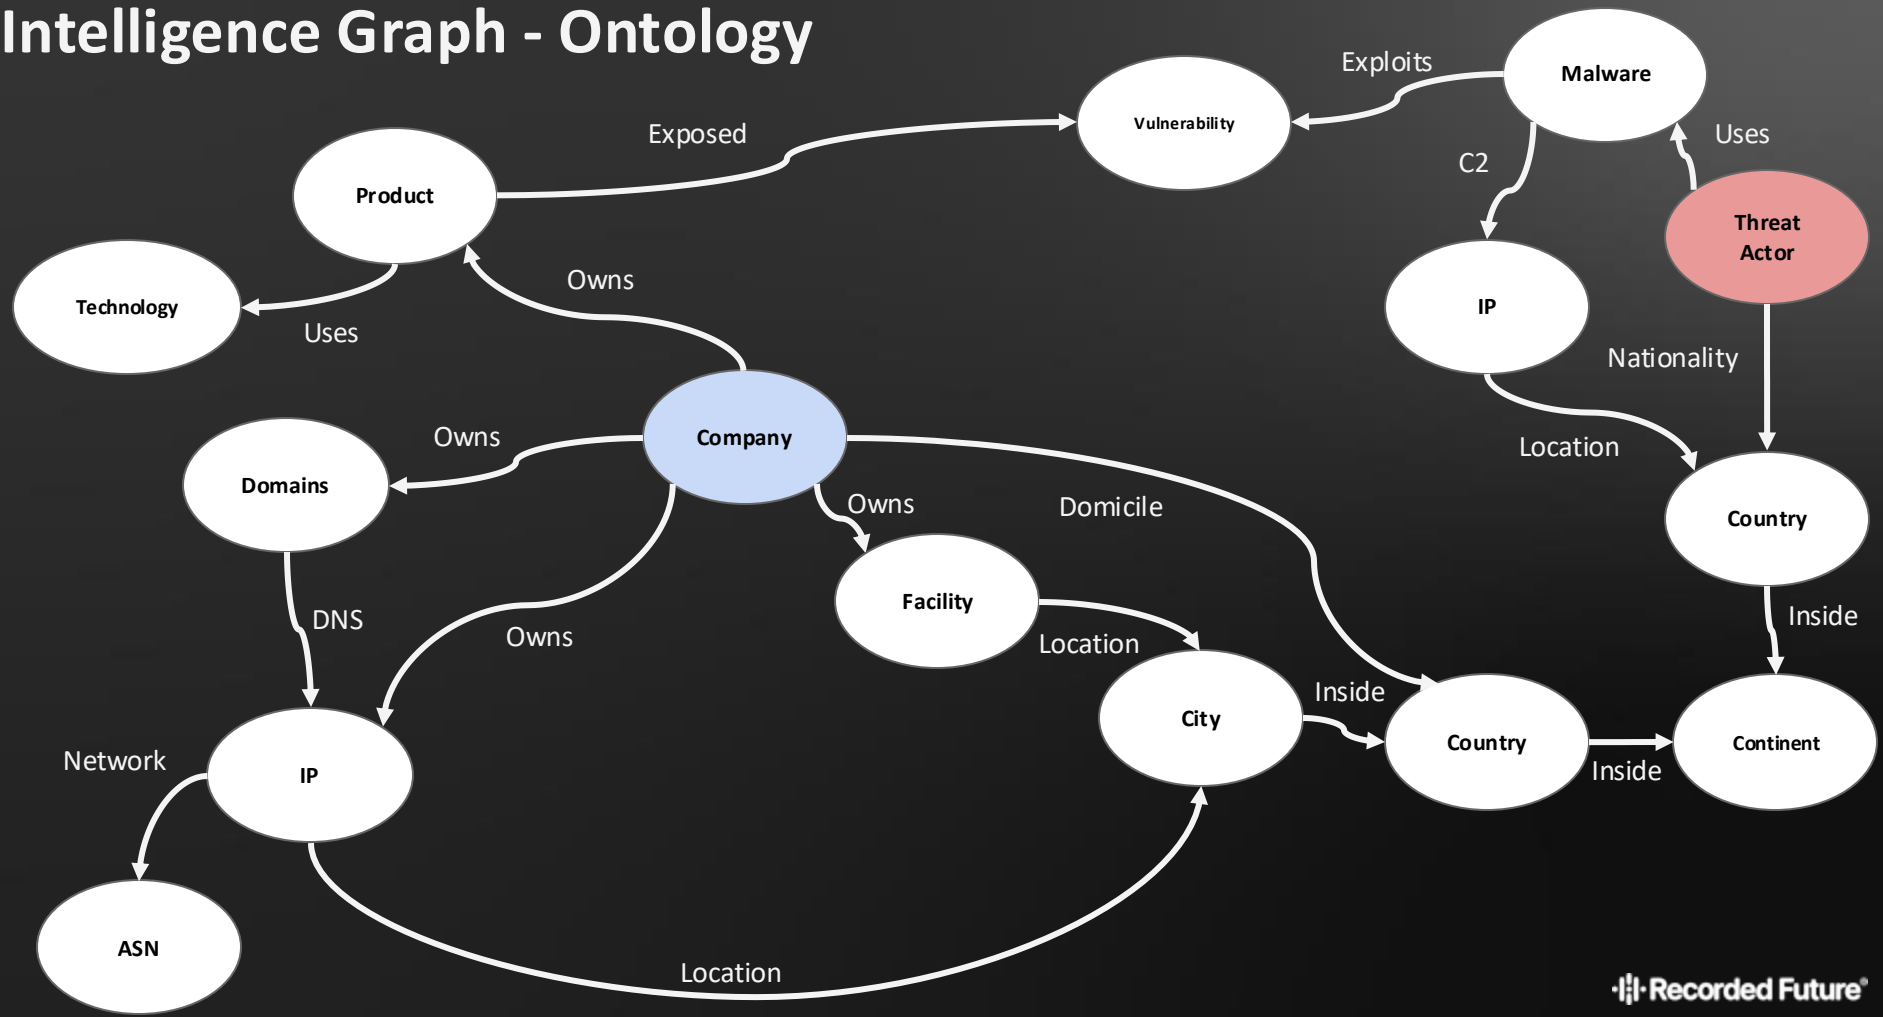 Intelligence Graph - Ontology
Malware
Exploits
Vulnerability
Exposed
Uses
C2
Product
Threat
Actor
Owns
Technology
IP
Uses
Nationality
Owns
Company
Location
Domains
Owns
Domicile
Country
Facility
DNS
Owns
Inside
Location
Inside
City
Country
Continent
Network
IP
Inside
ASN
Location
Recorded Future®